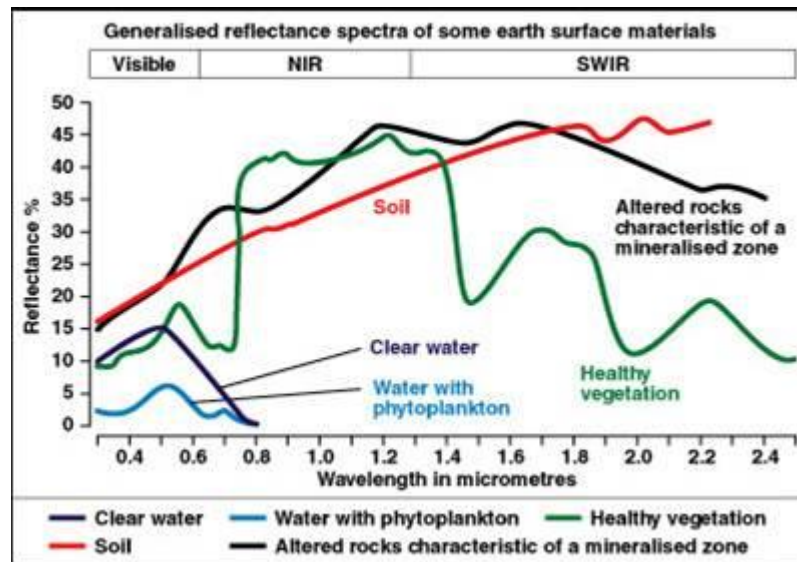 Generalised reflectance spectra of some earth surface materials
Visible NIR SWIR
50
45
40
35
30
25
20
15
10
5
0
Reflectance %
Soil
Altered rocks
characteristic of a
mineralised zone
Clear water
Water with
phytoplankton
Healthy
vegetation
0.4 0.6 0.8 1.0 1.2 1.4 1.6 1.8 2.0 2.2 2.4
Wavelength in micrometres
Clear water Water with phytoplankton Healthy vegetation
Soil Altered rocks characteristic of a mineralised zone